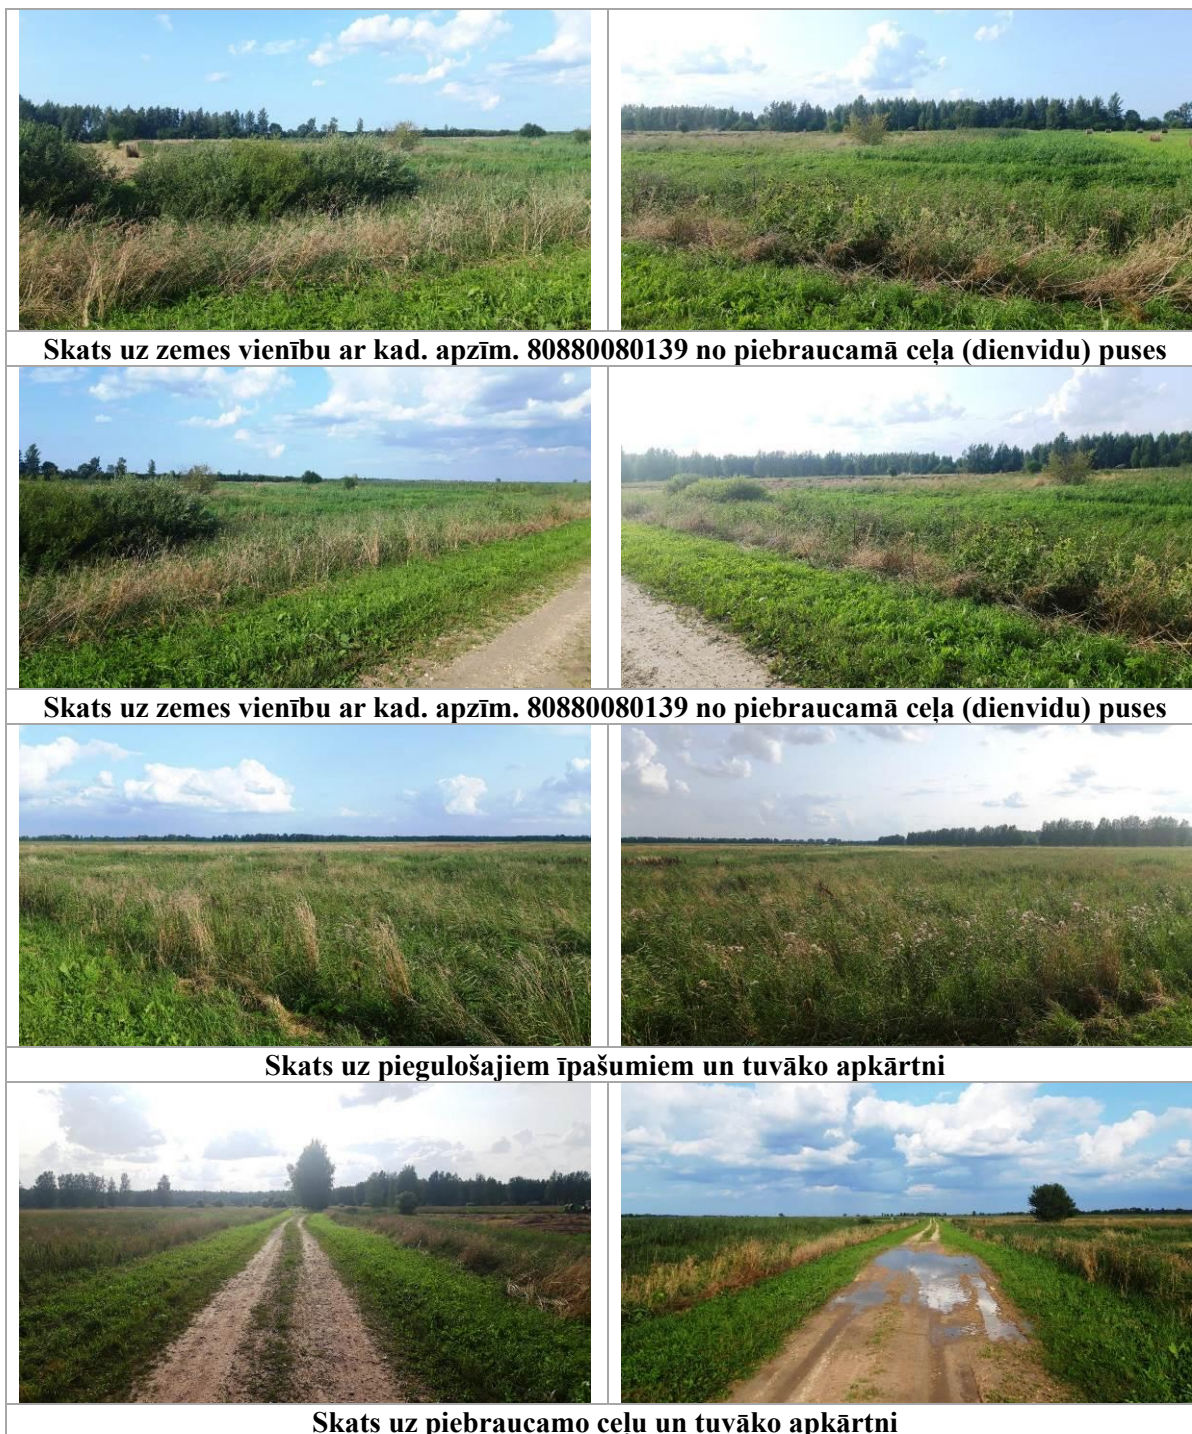 Skats uz zemes vienību ar kad. apzīm. 80880080139 no piebraucamā ceļa (dienvidu) puses
Skats uz zemes vienību ar kad. apzīm. 80880080139 no piebraucamā ceļa (dienvidu) puses
Skats uz piegulošajiem īpašumiem un tuvāko apkārtni
Skats uz piebraucamo ceļu un tuvāko apkārtni